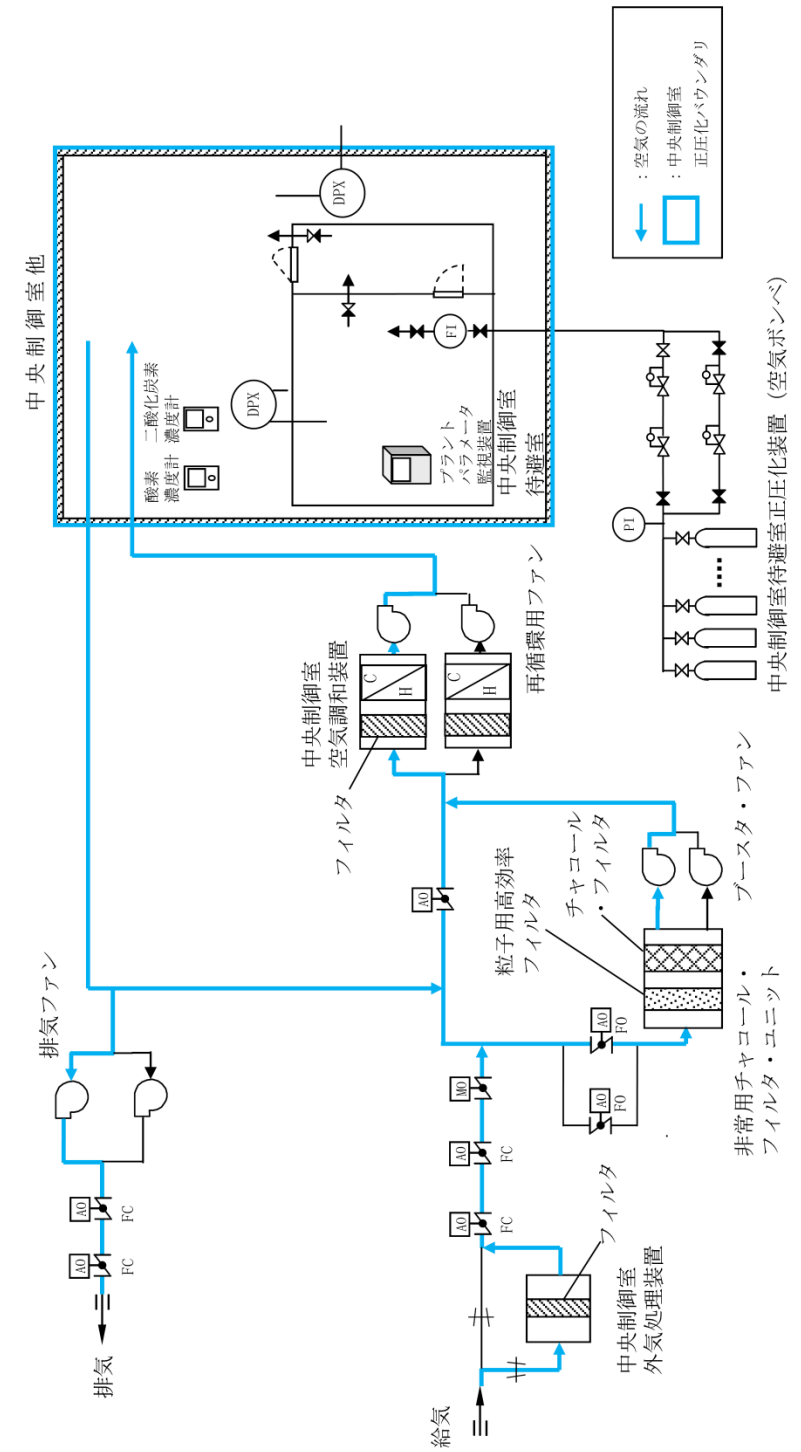 中央制御室他
酸素
濃度計
二酸化炭素
濃度計
DPX
DPX
プラント
パラメータ
監視装置
中央制御室
待避室
FI
PI
中央制御室待避室正圧化装置（空気ボンベ）
：空気の流れ
：中央制御室
正圧化バウンダリ
中央制御室
空気調和装置
フィルタ
C
H
C
H
再循環用ファン
AO
排気ファン
AO
FC
AO
FC
排気
粒子用高効率
フィルタ
チャコール
・フィルタ
ブースタ・ファン
AO
FO
AO
FO
非常用チャコール・
フィルタ・ユニット
MO
AO
FC
AO
FC
フィルタ
中央制御室
外気処理装置
給気